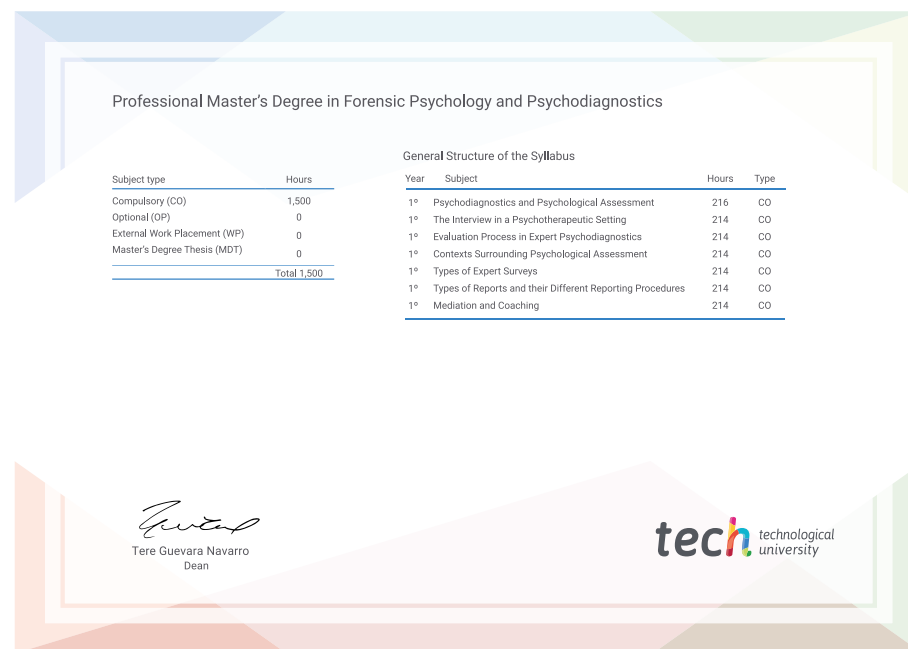 Professional Master's Degree in Forensic Psychology and Psychodiagnostics
General Structure of the Syllabus
Subject type Hours
Compulsory (CO) 1,500
Optional (OP) 0
External Work Placement (WP) 0
Master's Degree Thesis (MDT) 0
Total 1,500
Year Subject Hours Type
1º Psychodiagnostics and Psychological Assessment 216 CO
1º The Interview in a Psychotherapeutic Setting 214 CO
1º Evaluation Process in Expert Psychodiagnostics 214 CO
1º Contexts Surrounding Psychological Assessment 214 CO
1º Types of Expert Surveys 214 CO
1º Types of Reports and their Different Reporting Procedures 214 CO
1º Mediation and Coaching 214 CO
Tere Guevara Navarro
Dean
tech technological
university